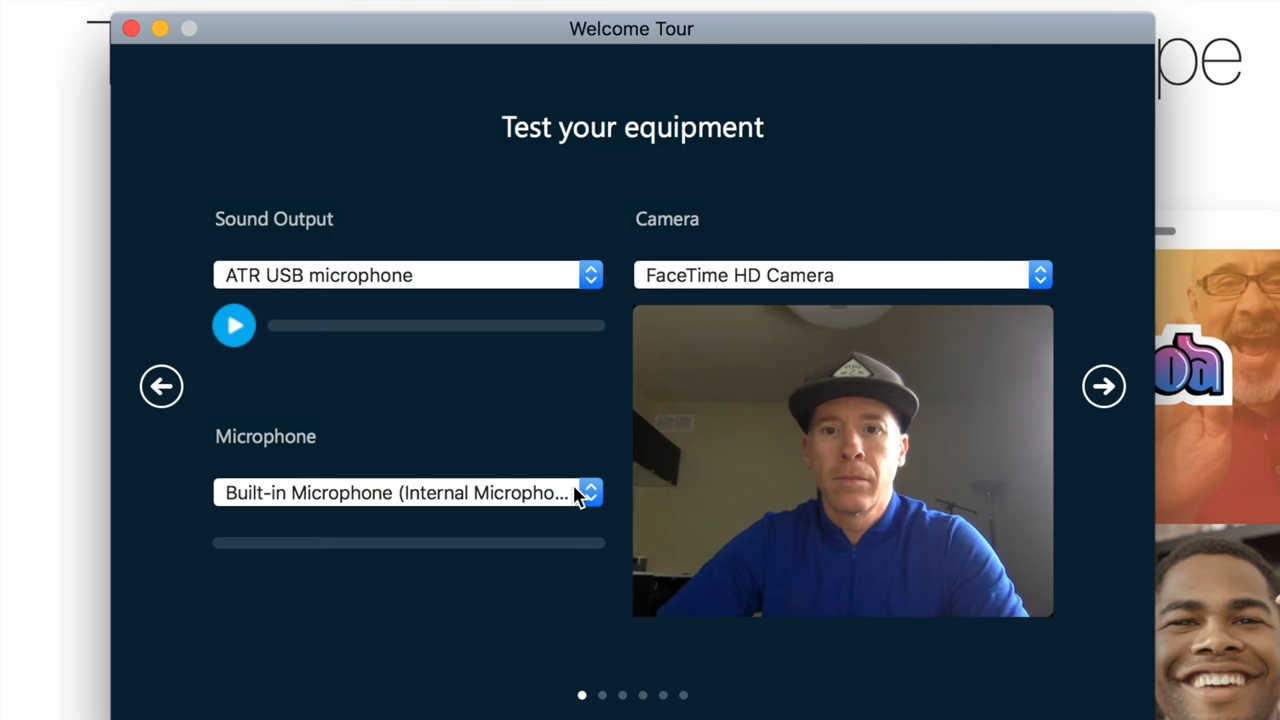 Welcome Tour
pe
Test your equipment
Sound Output
Camera
ATR USB microphone
FaceTime HD Camera
Microphone
Built-in Microphone (Internal Micropho...